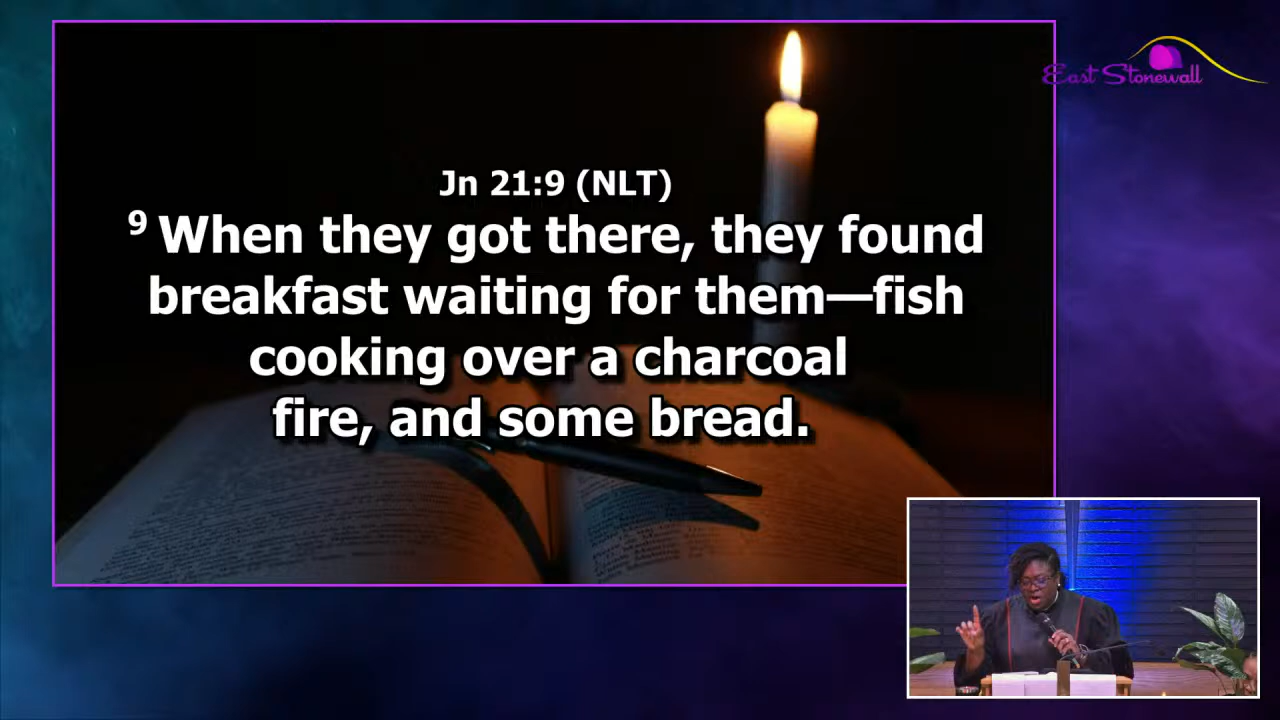 East Stonewall
Jn 21:9 (NLT)
9 When they got there, they found
breakfast waiting for them—fish
cooking over a charcoal
fire, and some bread.